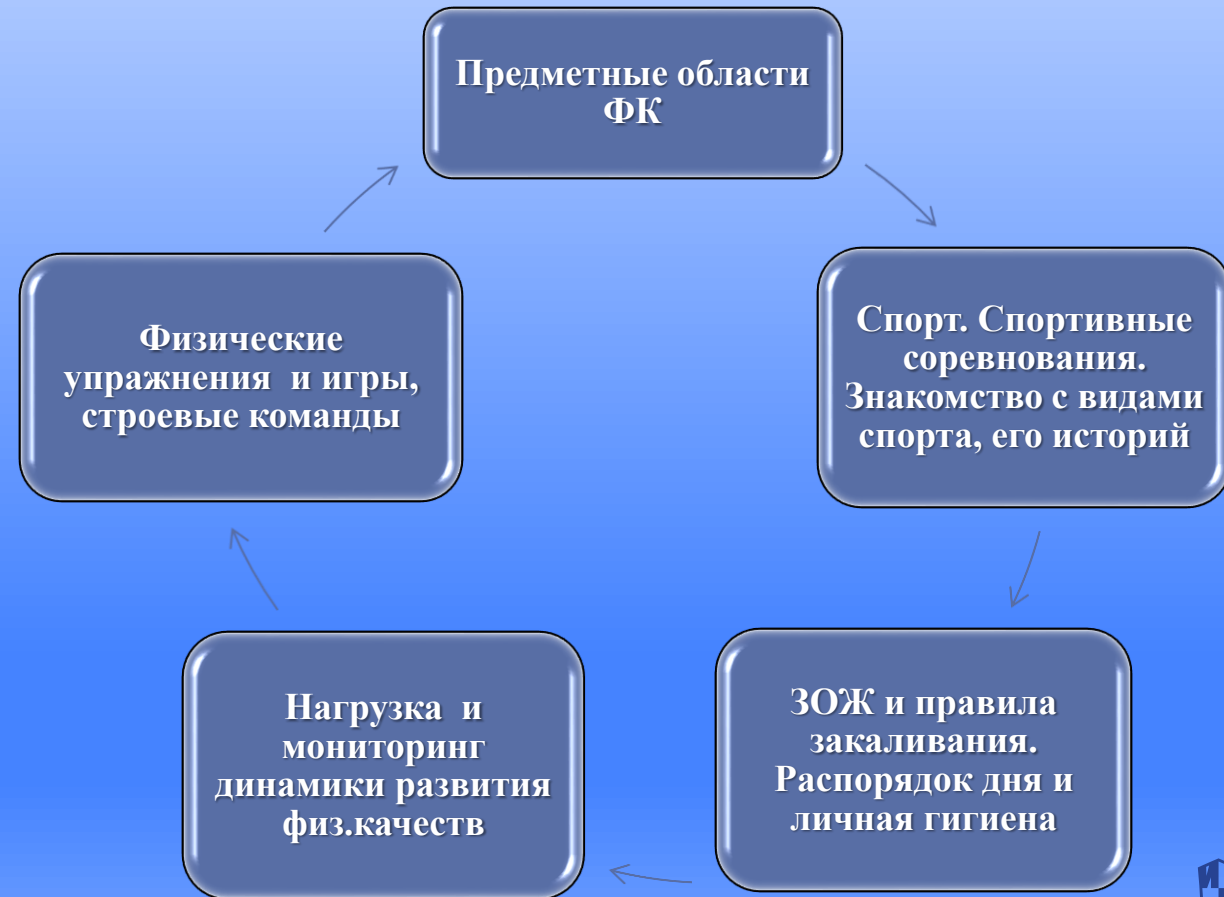 Предметные области
ФК
Спорт. Спортивные
соревнования.
Знакомство с видами
спорта, его историй
ЗОЖ и правила
закаливания.
Распорядок дня и
личная гигиена
Нагрузка и
мониторинг
динамики развития
физ.качеств
Физические
упражнения и игры,
строевые команды